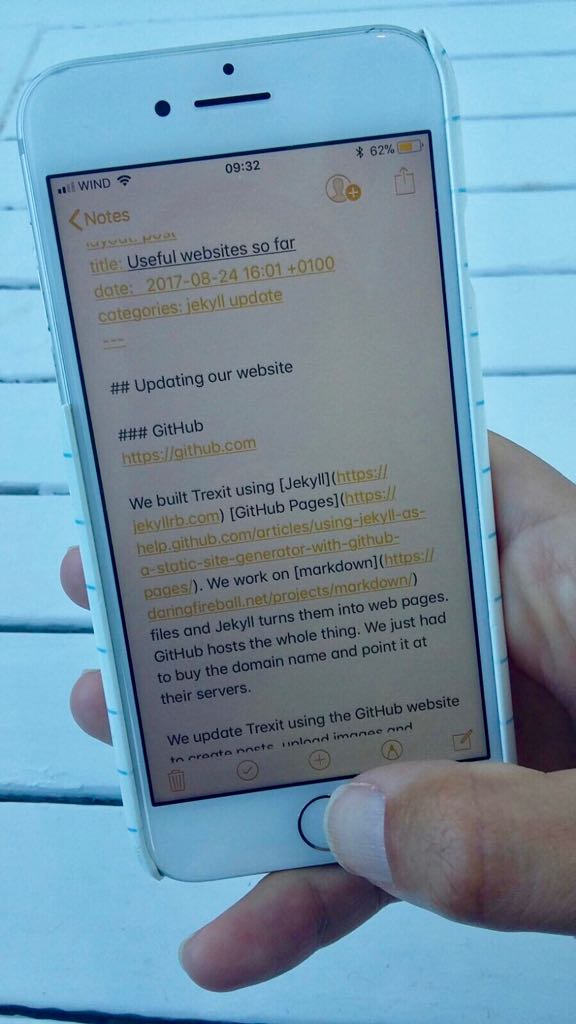 WIND
09:32
62%
Notes
layout: post
title: Useful websites so far
date: 2017-08-24 16:01 +0100
categories: jekyll update
---
## Updating our website
### GitHub
https://github.com
We built Trexit using [Jekyll](https://
jekyllrb.com) [GitHub Pages](https://
help.github.com/articles/using-jekyll-as-
a-static-site-generator-with-github-
pages/). We work on [markdown](https://
daringfireball.net/projects/markdown/)
files and Jekyll turns them into web pages.
GitHub hosts the whole thing. We just had
to buy the domain name and point it at
their servers.
We update Trexit using the GitHub website
to create posts, upload images and